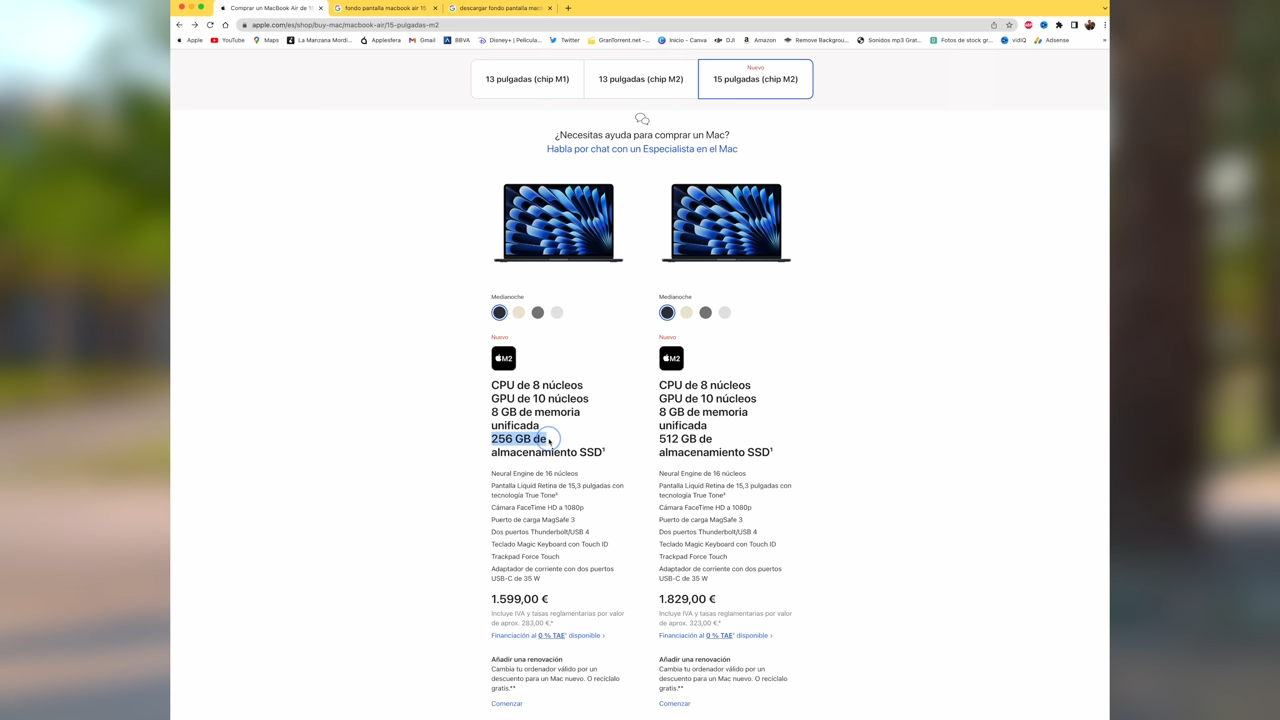 Comprar un MacBook Air de 1
fondo pantalla macbook air 15
descargar fondo pantalla mac
apple.com/es/shop/buy-mac/macbook-air/15-pulgadas-m2
Apple
YouTube
Maps
La Manzana Mordi...
Applesfera
Gmail
BBVA
Disney+ | Película...
Twitter
GranTorrent.net -...
Inicio – Canva
DJI
Amazon
Remove Backgrou...
Sonidos mp3 Grat...
Fotos de stock gr...
vidIQ
Adsense
»
13 pulgadas (chip M1)
13 pulgadas (chip M2)
Nuevo
15 pulgadas (chip M2)
¿Necesitas ayuda para comprar un Mac?
Habla por chat con un Especialista en el Mac
Medianoche
Nuevo
M2
CPU de 8 núcleos
GPU de 10 núcleos
8 GB de memoria
unificada
256 GB de
almacenamiento SSD¹
Neural Engine de 16 núcleos
Pantalla Liquid Retina de 15,3 pulgadas con
tecnología True Tone²
Cámara FaceTime HD a 1080p
Puerto de carga MagSafe 3
Dos puertos Thunderbolt/USB 4
Teclado Magic Keyboard con Touch ID
Trackpad Force Touch
Adaptador de corriente con dos puertos
USB-C de 35 W
1.599,00 €
Incluye IVA y tasas reglamentarias por valor
de aprox. 283,00 €.*
Financiación al 0 % TAE⁺ disponible >
Añadir una renovación
Cambia tu ordenador válido por un
descuento para un Mac nuevo. O recíclalo
gratis.**
Comenzar
Medianoche
Nuevo
M2
CPU de 8 núcleos
GPU de 10 núcleos
8 GB de memoria
unificada
512 GB de
almacenamiento SSD¹
Neural Engine de 16 núcleos
Pantalla Liquid Retina de 15,3 pulgadas con
tecnología True Tone²
Cámara FaceTime HD a 1080p
Puerto de carga MagSafe 3
Dos puertos Thunderbolt/USB 4
Teclado Magic Keyboard con Touch ID
Trackpad Force Touch
Adaptador de corriente con dos puertos
USB-C de 35 W
1.829,00 €
Incluye IVA y tasas reglamentarias por valor
de aprox. 323,00 €.*
Financiación al 0 % TAE⁺ disponible >
Añadir una renovación
Cambia tu ordenador válido por un
descuento para un Mac nuevo. O recíclalo
gratis.**
Comenzar